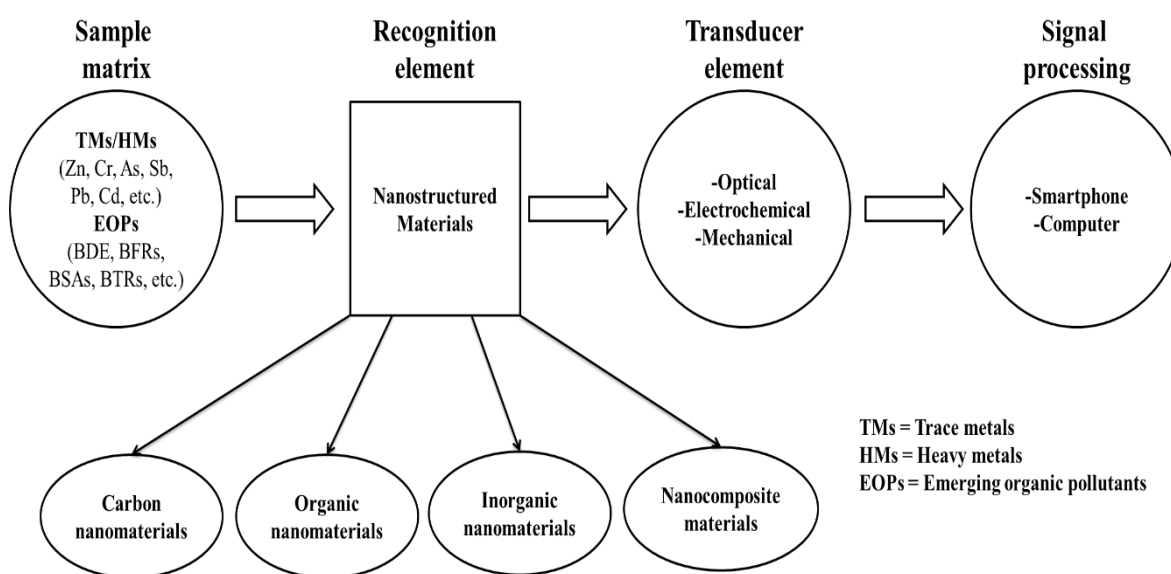 Sample
matrix
Recognition
element
Transducer
element
Signal
processing
TMs/HMs
(Zn, Cr, As, Sb,
Pb, Cd, etc.)
EOPs
(BDE, BFRs,
BSAs, BTRs, etc.)
Nanostructured
Materials
-Optical
-Electrochemical
-Mechanical
-Smartphone
-Computer
Carbon
nanomaterials
Organic
nanomaterials
Inorganic
nanomaterials
Nanocomposite
materials
TMs = Trace metals
HMs = Heavy metals
EOPs = Emerging organic pollutants